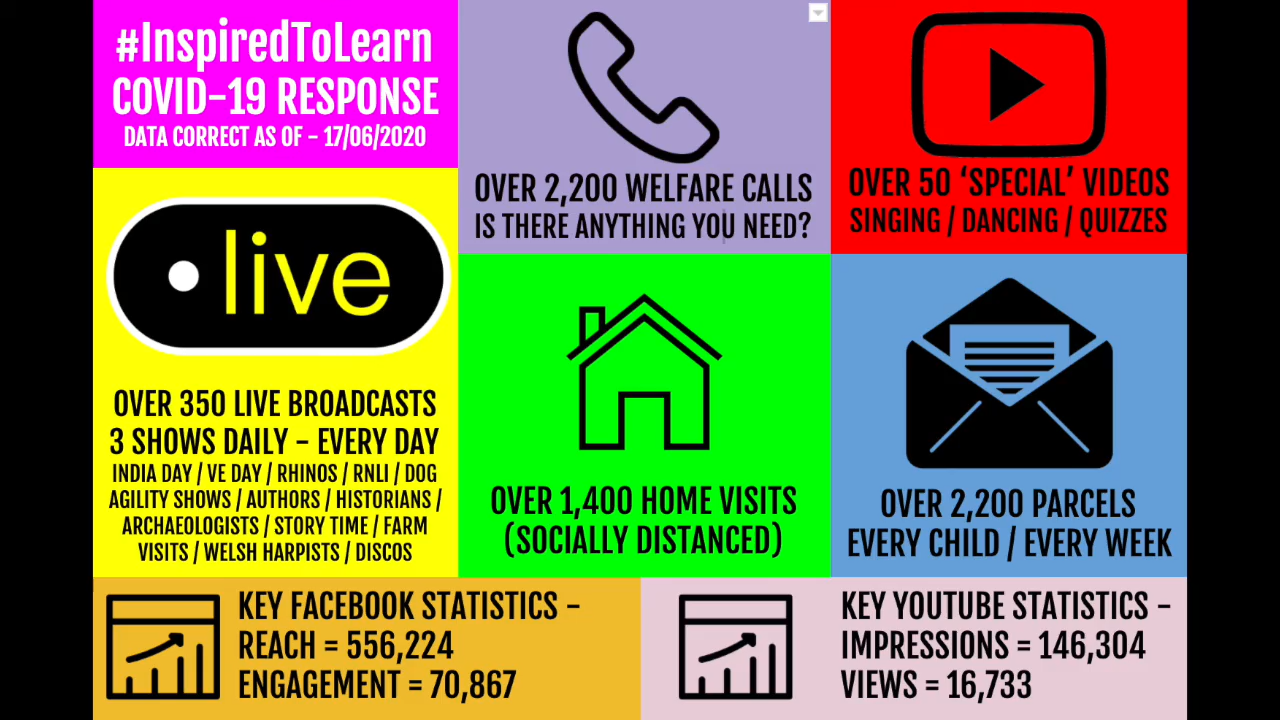 #InspiredToLearn
COVID-19 RESPONSE
DATA CORRECT AS OF - 17/06/2020
live
OVER 350 LIVE BROADCASTS
3 SHOWS DAILY - EVERY DAY
INDIA DAY / VE DAY / RHINOS / RNLI / DOG
AGILITY SHOWS / AUTHORS / HISTORIANS /
ARCHAEOLOGISTS / STORY TIME / FARM
VISITS / WELSH HARPISTS / DISCOS
OVER 2,200 WELFARE CALLS
IS THERE ANYTHING YOU NEED?
OVER 50 ‘SPECIAL’ VIDEOS
SINGING / DANCING / QUIZZES
OVER 1,400 HOME VISITS
(SOCIALLY DISTANCED)
OVER 2,200 PARCELS
EVERY CHILD / EVERY WEEK
KEY FACEBOOK STATISTICS -
REACH = 556,224
ENGAGEMENT = 70,867
KEY YOUTUBE STATISTICS -
IMPRESSIONS = 146,304
VIEWS = 16,733